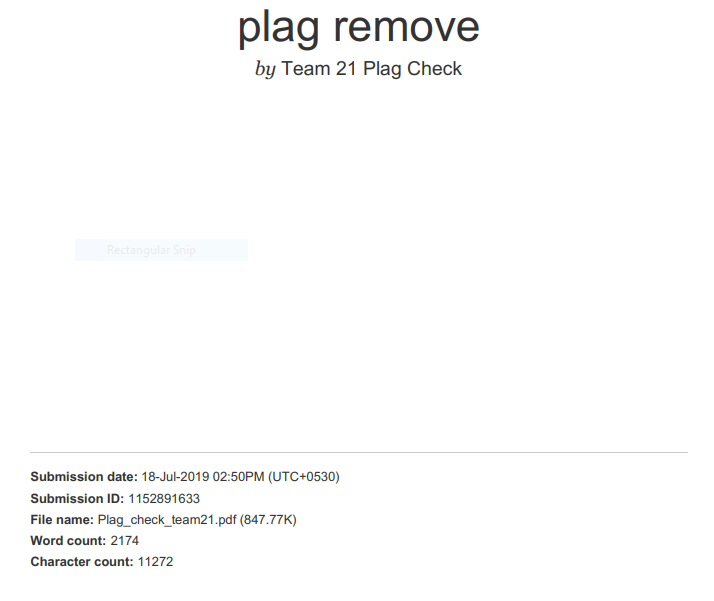 plag remove
by Team 21 Plag Check
Rectangular Snip
Submission date: 18-Jul-2019 02:50PM (UTC+0530)
Submission ID: 1152891633
File name: Plag_check_team21.pdf (847.77K)
Word count: 2174
Character count: 11272